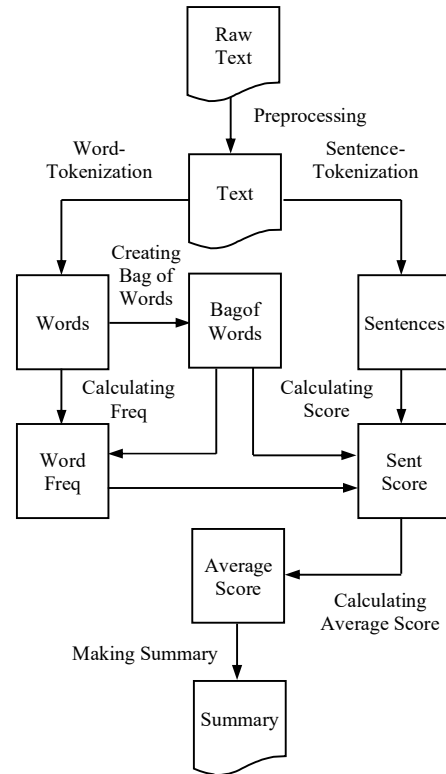 Raw
Text
Preprocessing
Word-
Tokenization
Text
Sentence-
Tokenization
Creating
Bag of
Words
Words
Bagof
Words
Sentences
Calculating
Freq
Calculating
Score
Word
Freq
Sent
Score
Average
Score
Calculating
Average Score
Making Summary
Summary